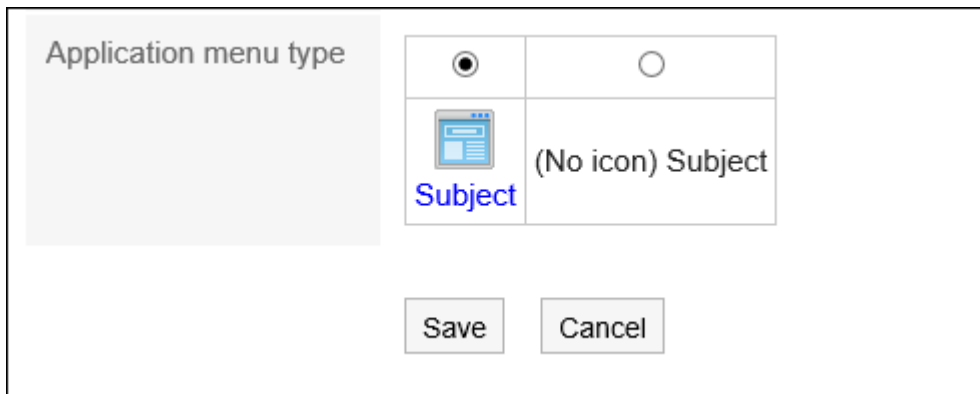 Application menu type
Subject
(No icon) Subject
Save
Cancel